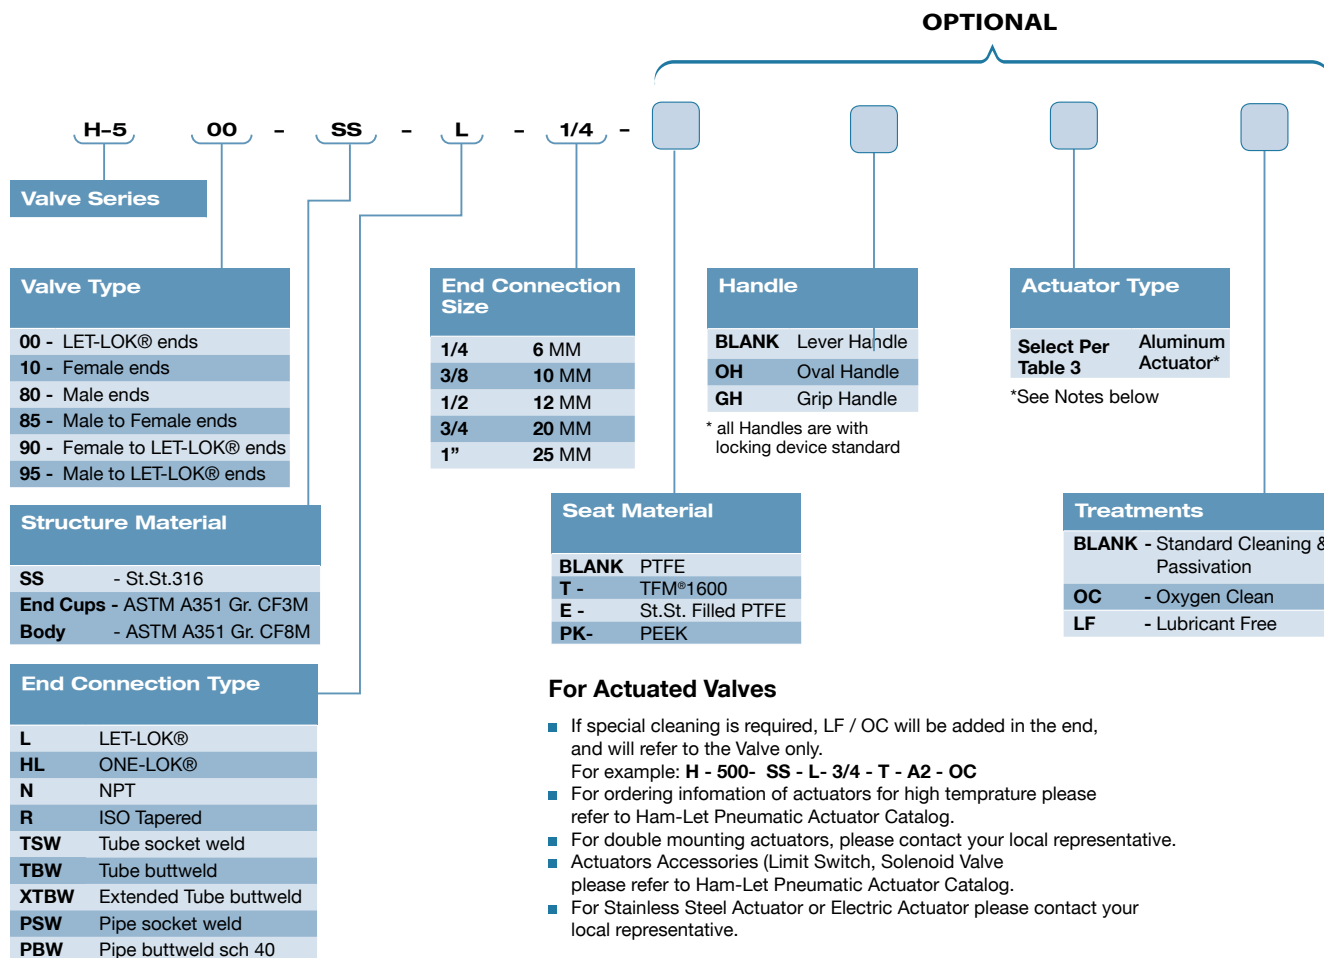 OPTIONAL
H-5 00 - SS - L - 1/4 -
Valve Series
Valve Type
00 - LET-LOK® ends
10 - Female ends
80 - Male ends
85 - Male to Female ends
90 - Female to LET-LOK® ends
95 - Male to LET-LOK® ends
End Connection
Size
1/4 6 MM
3/8 10 MM
1/2 12 MM
3/4 20 MM
1” 25 MM
Handle
BLANK Lever Handle
OH Oval Handle
GH Grip Handle
* all Handles are with
locking device standard
Actuator Type
Select Per Aluminum
Table 3 Actuator*
*See Notes below
Structure Material
SS - St.St.316
End Cups - ASTM A351 Gr. CF3M
Body - ASTM A351 Gr. CF8M
Seat Material
BLANK PTFE
T - TFM®1600
E - St.St. Filled PTFE
PK- PEEK
Treatments
BLANK - Standard Cleaning &
Passivation
OC - Oxygen Clean
LF - Lubricant Free
End Connection Type
L LET-LOK®
HL ONE-LOK®
N NPT
R ISO Tapered
TSW Tube socket weld
TBW Tube buttweld
XTBW Extended Tube buttweld
PSW Pipe socket weld
PBW Pipe buttweld sch 40
For Actuated Valves
If special cleaning is required, LF / OC will be added in the end,
and will refer to the Valve only.
For example: H - 500- SS - L- 3/4 - T - A2 - OC
For ordering infomation of actuators for high temprature please
refer to Ham-Let Pneumatic Actuator Catalog.
For double mounting actuators, please contact your local representative.
Actuators Accessories (Limit Switch, Solenoid Valve
please refer to Ham-Let Pneumatic Actuator Catalog.
For Stainless Steel Actuator or Electric Actuator please contact your
local representative.